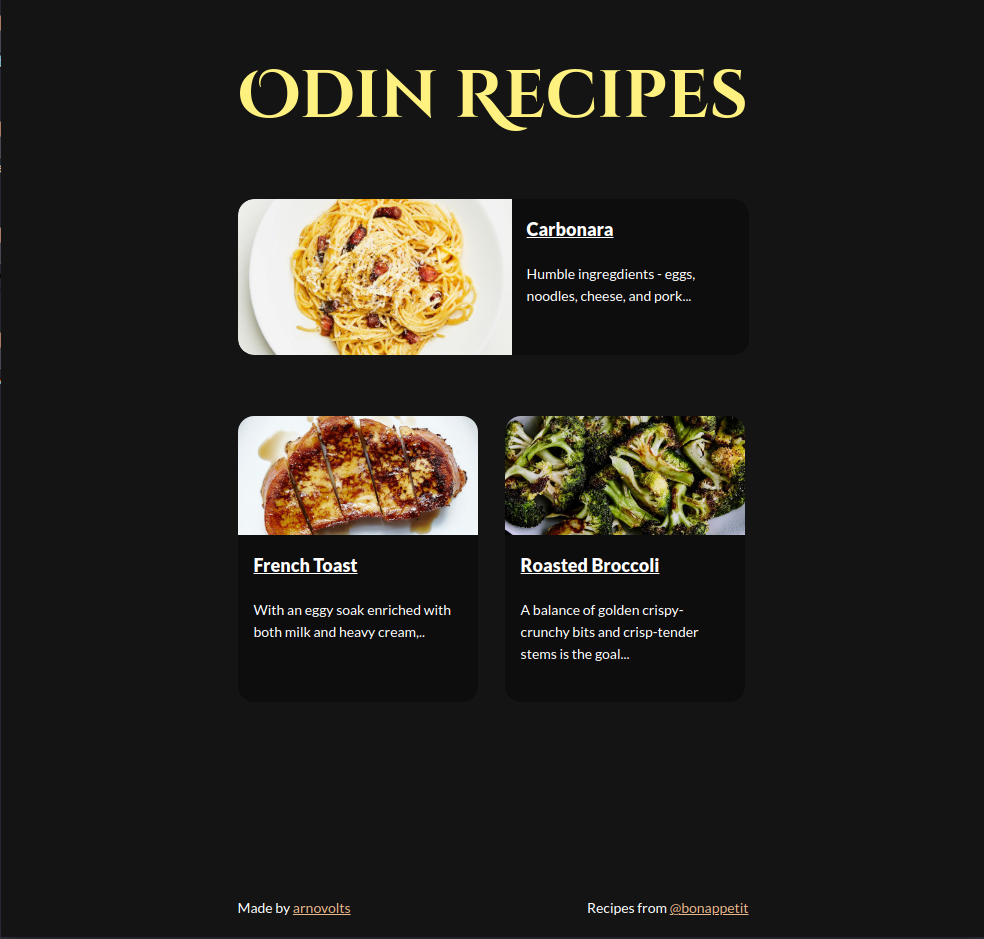 Odin Recipes
Carbonara
Humble ingregdients - eggs,
noodles, cheese, and pork...
French Toast
With an eggy soak enriched with
both milk and heavy cream,..
Roasted Broccoli
A balance of golden crispy-
crunchy bits and crisp-tender
stems is the goal...
Made by arnovolts
Recipes from @bonappetit